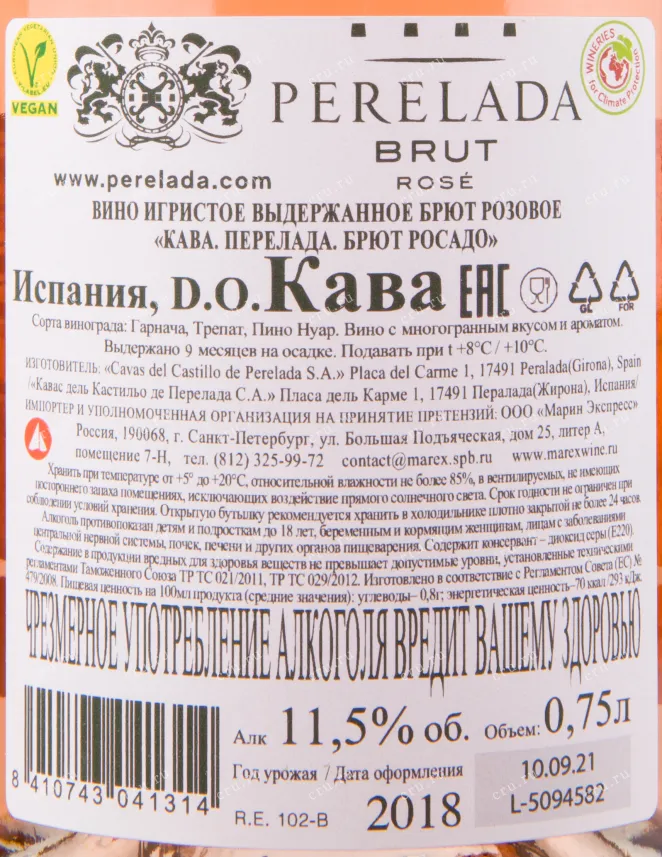 VEGAN
WINERIES for Climate Protection
PERELADA
BRUT
ROSÉ
www.perelada.com
ВИНО ИГРИСТОЕ ВЫДЕРЖАННОЕ БРЮТ РОЗОВОЕ
«КАВА. ПЕРЕЛАДА. БРЮТ РОСАДО»
Испания, D.O.Кава EAC
GL FOR
Сорта винограда: Гарнача, Трепат, Пино Нуар. Вино с многогранным вкусом и ароматом.
Выдержано 9 месяцев на осадке. Подавать при t +8°C / +10°C.
ИЗГОТОВИТЕЛЬ: «Cavas del Castillo de Perelada S.A.» Placa del Carme 1, 17491 Peralada(Girona), Spain
/«Кавас дель Кастильо де Перелада С.А.» Пласа дель Карме 1, 17491 Пералада(Жирона), Испания/
ИМПОРТЕР И УПОЛНОМОЧЕННАЯ ОРГАНИЗАЦИЯ НА ПРИНЯТИЕ ПРЕТЕНЗИЙ: ООО «Марин Экспресс»
Россия, 190068, г. Санкт-Петербург, ул. Большая Подъяческая, дом 25, литер А,
помещение 7-Н, тел. (812) 325-99-72 contact@marex.spb.ru www.marexwine.ru
Хранить при температуре от +5° до +20°C, относительной влажности не более 85%, в вентилируемых, не имеющих
постороннего запаха помещениях, исключающих воздействие прямого солнечного света. Срок годности не ограничен при
соблюдении условий хранения. Открытую бутылку рекомендуется хранить в холодильнике плотно закрытой не более 24 часов.
Алкоголь противопоказан детям и подросткам до 18 лет, беременным и кормящим женщинам, лицам с заболеваниями
центральной нервной системы, почек, печени и других органов пищеварения. Содержит консервант – диоксид серы (E220).
Содержание в продукции вредных для здоровья веществ не превышает допустимые уровни, установленные техническими
регламентами Таможенного Союза ТР ТС 021/2011, ТР ТС 029/2012. Изготовлено в соответствие с Регламентом Совета (ЕС) №
479/2008. Пищевая ценность на 100мл продукта (средние значения): углеводы– 0,8г; энергетическая ценность–70 ккал /293 кДж.
ЧРЕЗМЕРНОЕ УПОТРЕБЛЕНИЕ АЛКОГОЛЯ ВРЕДИТ ВАШЕМУ ЗДОРОВЬЮ
Алк 11,5% об. Объем: 0,75л
Год урожая / Дата оформления
10.09.21
8 410743 041314
R.E. 102-B
2018
L-5094582